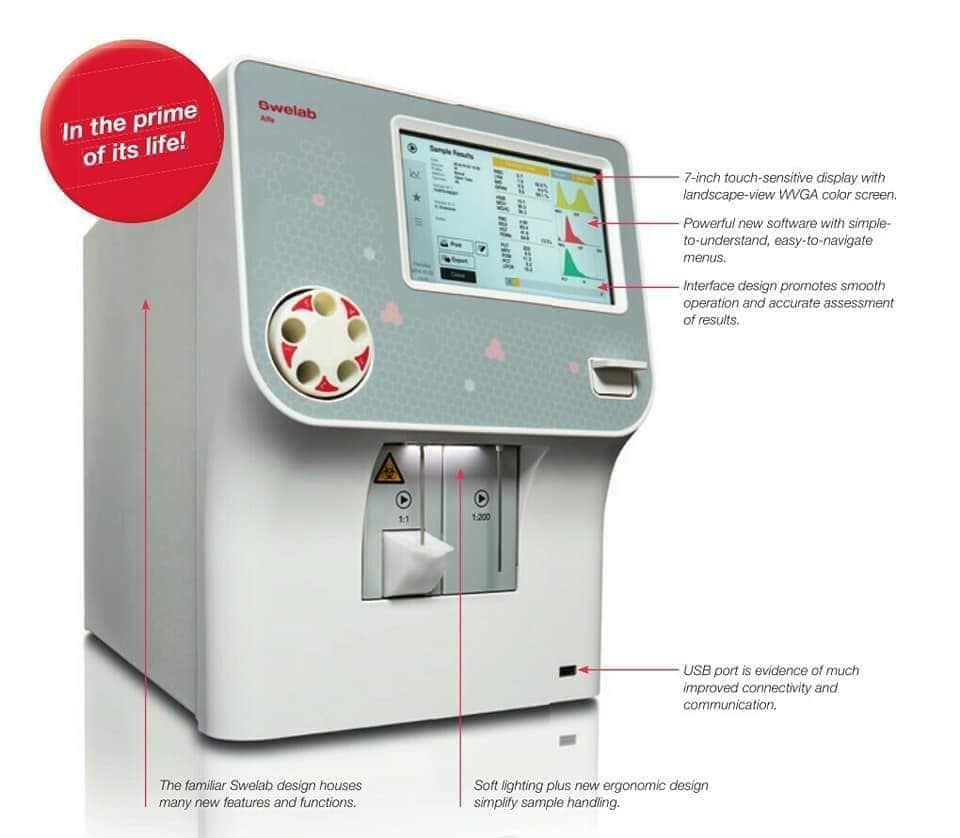 In the prime
of its life!
Swelab
Alfa
Sample Results
Print
Export
Close
1:1
1:200
7-inch touch-sensitive display with
landscape-view WVGA color screen.
Powerful new software with simple-
to-understand, easy-to-navigate
menus.
Interface design promotes smooth
operation and accurate assessment
of results.
USB port is evidence of much
improved connectivity and
communication.
The familiar Swelab design houses
many new features and functions.
Soft lighting plus new ergonomic design
simplify sample handling.